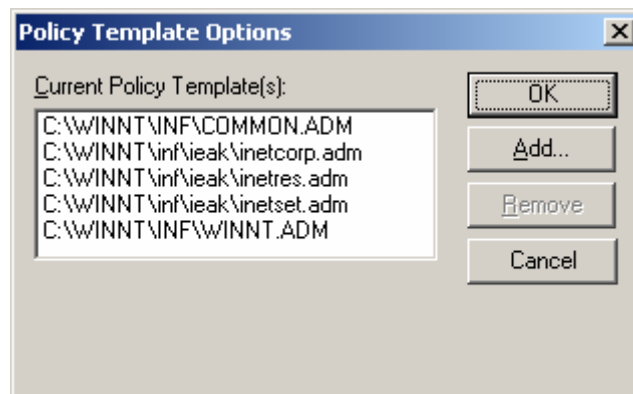 Policy Template Options
Current Policy Template(s):
C:\WINNT\INF\COMMON.ADM
C:\WINNT\inf\ieak\inetcorp.adm
C:\WINNT\inf\ieak\inetres.adm
C:\WINNT\inf\ieak\inetset.adm
C:\WINNT\INF\WINNT.ADM
OK
Add...
Remove
Cancel